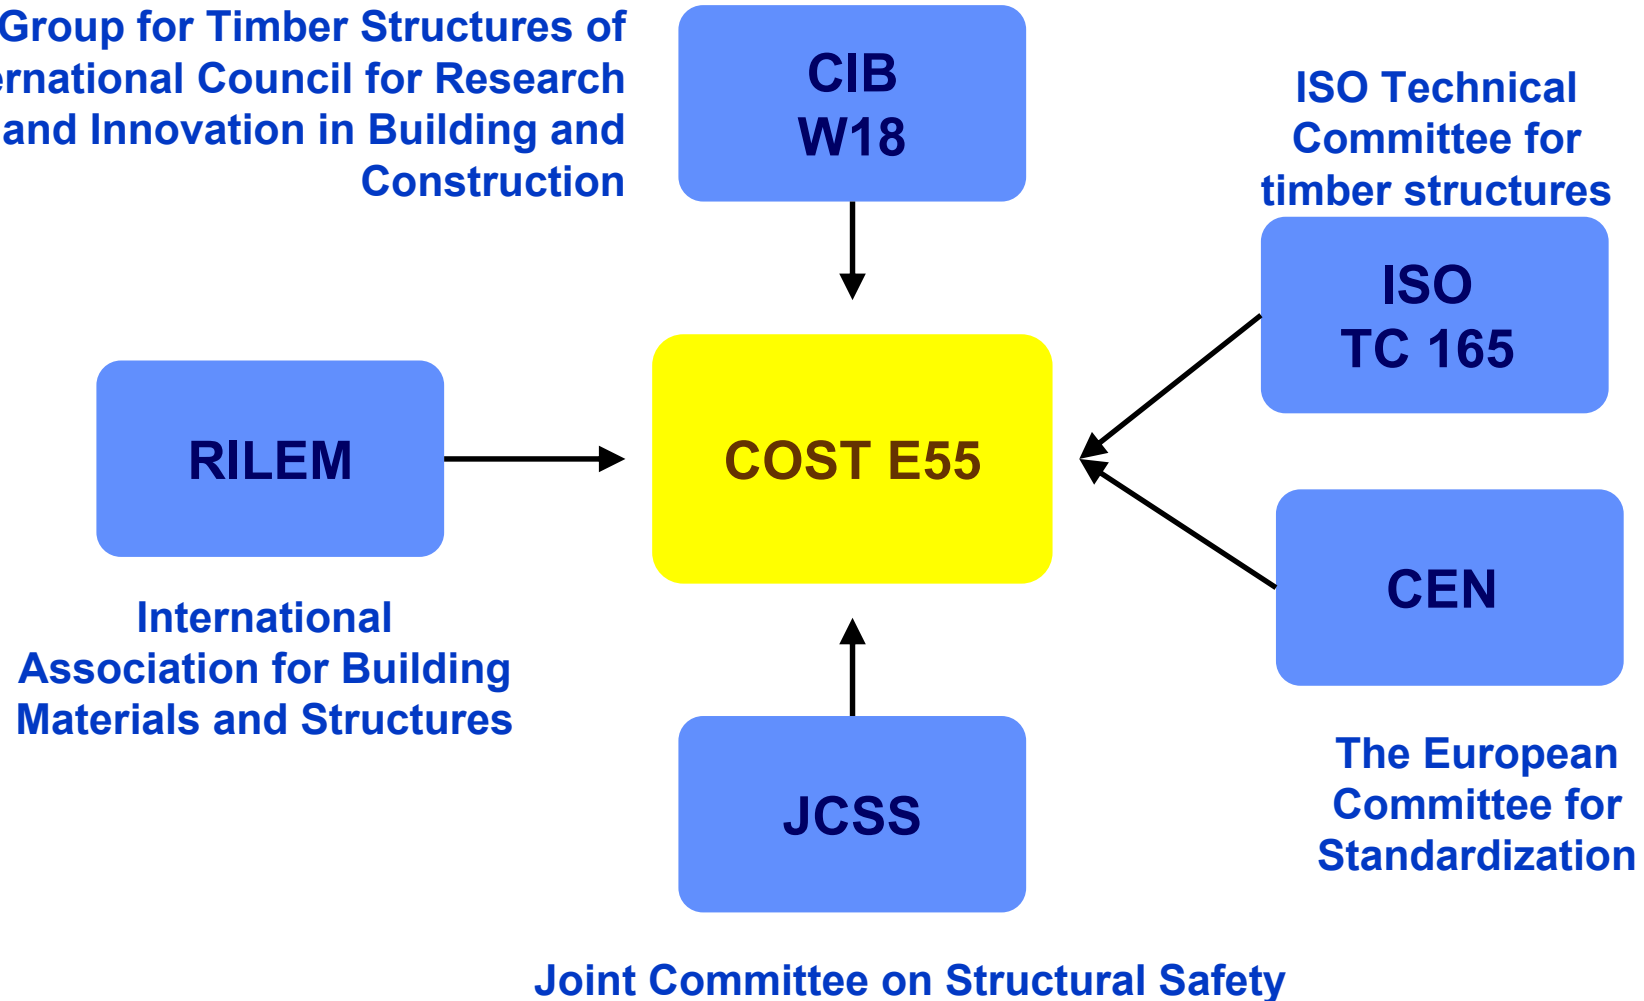 Group for Timber Structures of
ernational Council for Research
and Innovation in Building and
Construction
CIB
W18
ISO Technical
Committee for
timber structures
ISO
TC 165
RILEM
COST E55
CEN
International
Association for Building
Materials and Structures
JCSS
The European
Committee for
Standardization
Joint Committee on Structural Safety